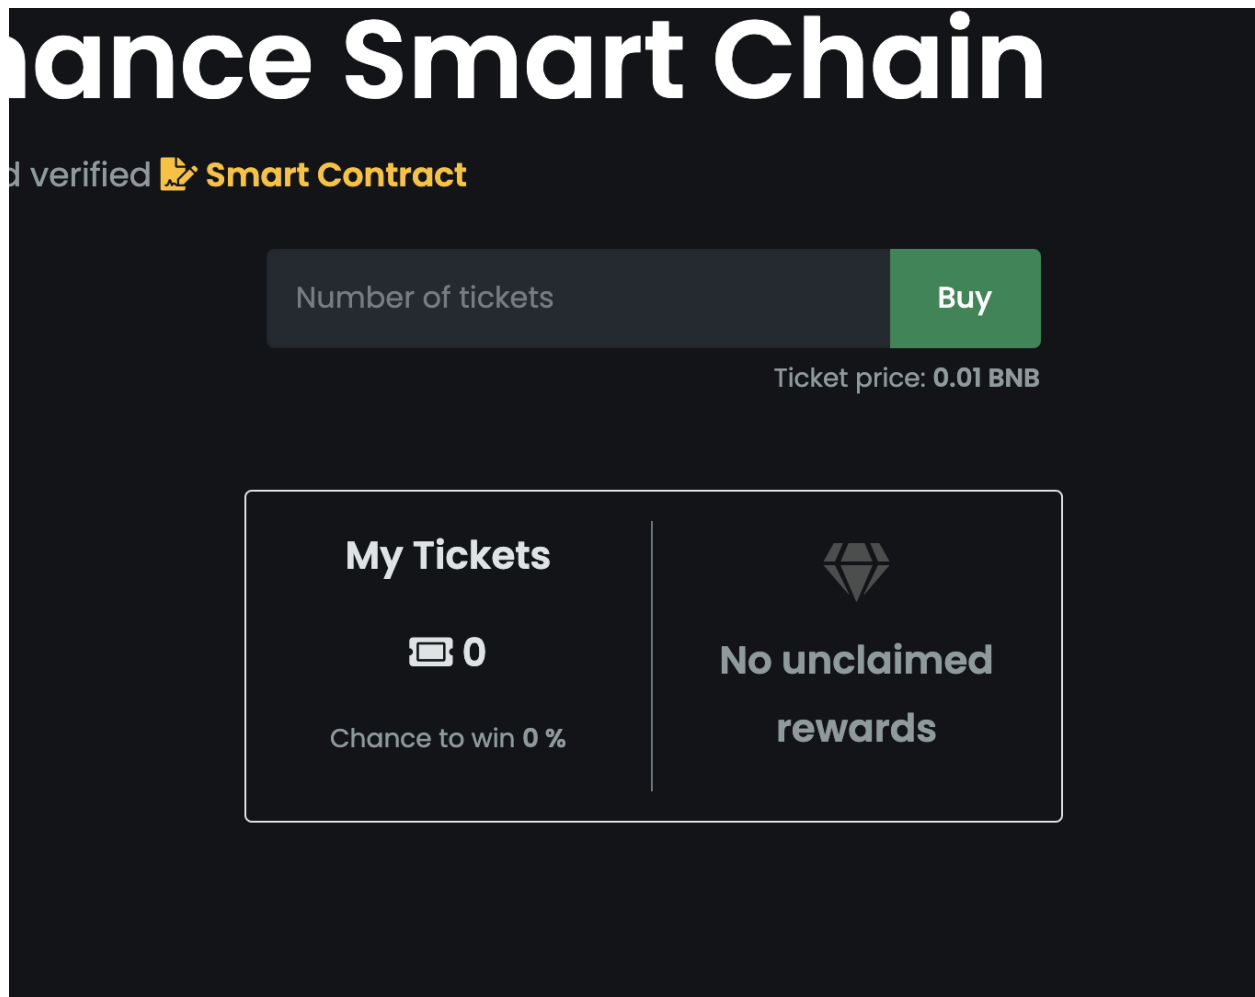 ance Smart Chain
verified Smart Contract
Number of tickets
Buy
Ticket price: 0.01 BNB
My Tickets
0
Chance to win 0 %
No unclaimed
rewards